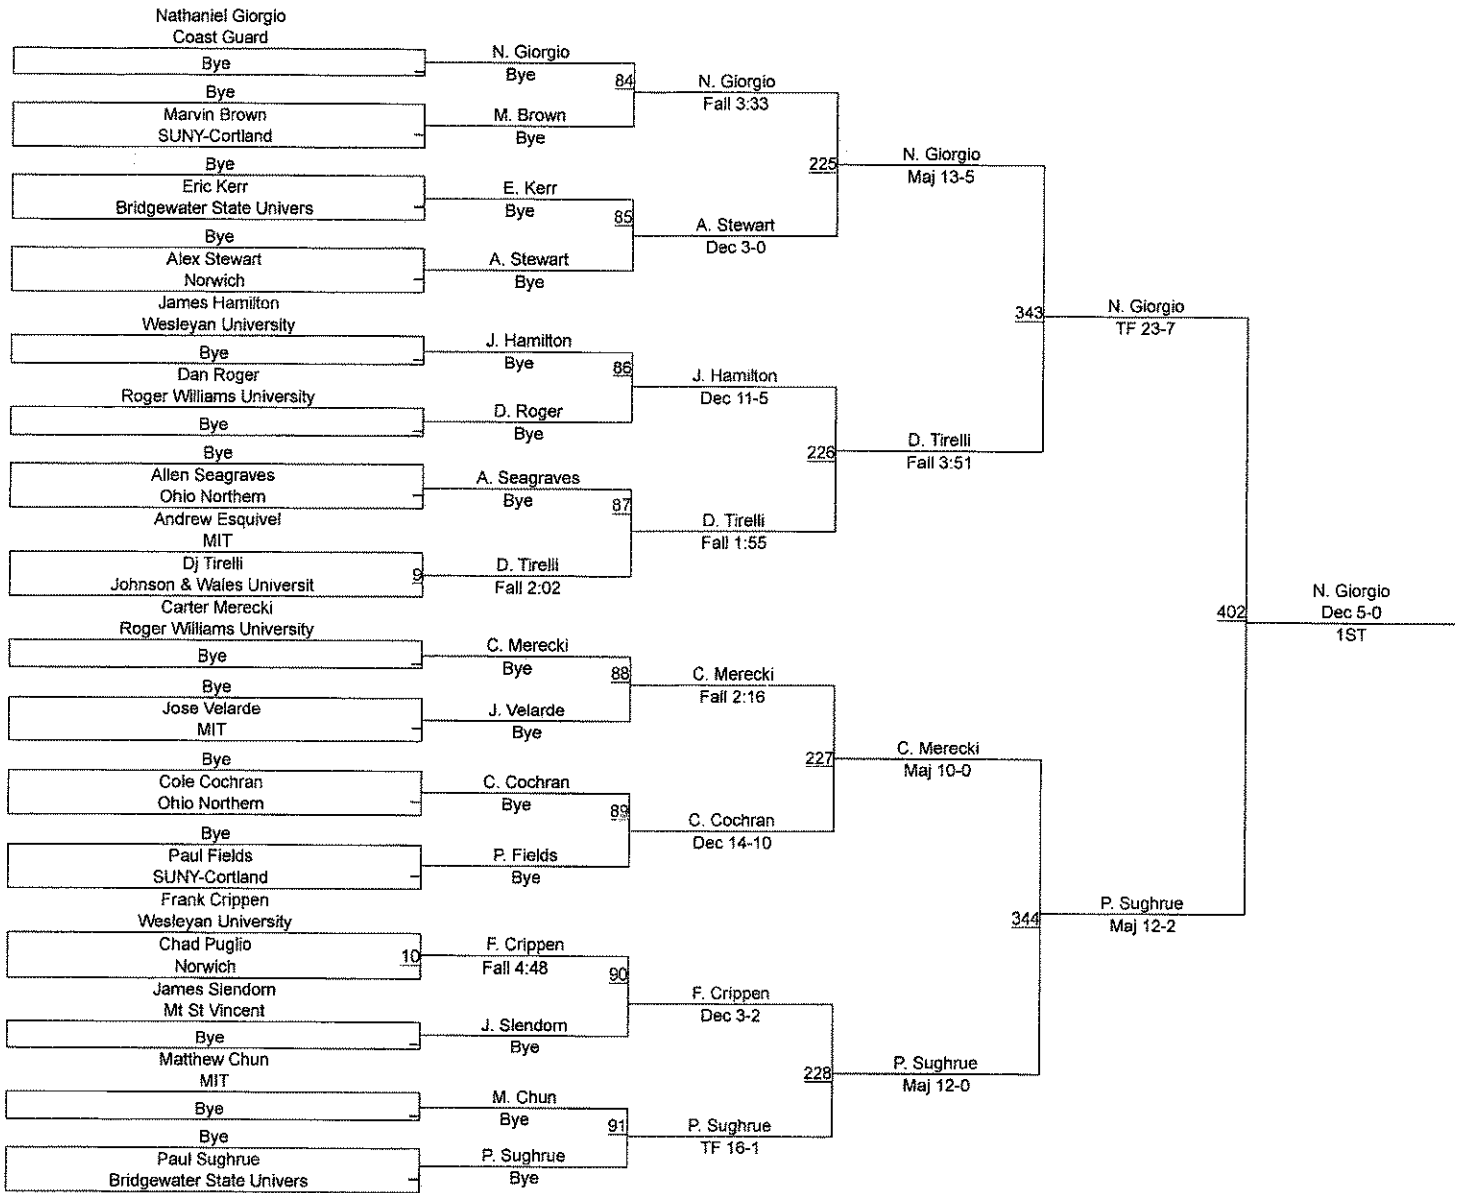 Nathaniel Giorgio
Coast Guard
Bye
Bye
Marvin Brown
SUNY-Cortland
Bye
Eric Kerr
Bridgewater State Univers
Bye
Alex Stewart
Norwich
James Hamilton
Wesleyan University
Bye
Dan Roger
Roger Williams University
Bye
Bye
Allen Seagraves
Ohio Northern
Andrew Esquivel
MIT
Dj Tirelli
Johnson & Wales Universit
9
Carter Merecki
Roger Williams University
Bye
Bye
Jose Velarde
MIT
Bye
Cole Cochran
Ohio Northern
Bye
Paul Fields
SUNY-Cortland
Frank Crippen
Wesleyan University
Chad Puglio
Norwich
10
James Slendorn
Mt St Vincent
Bye
Matthew Chun
MIT
Bye
Bye
Paul Sughrue
Bridgewater State Univers
N. Giorgio
Bye
84
M. Brown
Bye
E. Kerr
Bye
85
A. Stewart
Bye
J. Hamilton
Bye
86
D. Roger
Bye
A. Seagraves
Bye
87
D. Tirelli
Fall 2:02
C. Merecki
Bye
88
J. Velarde
Bye
C. Cochran
Bye
89
P. Fields
Bye
F. Crippen
Fall 4:48
90
J. Slendorn
Bye
M. Chun
Bye
91
P. Sughrue
Bye
N. Giorgio
Fall 3:33
225
A. Stewart
Dec 3-0
J. Hamilton
Dec 11-5
226
D. Tirelli
Fall 1:55
C. Merecki
Fall 2:16
227
C. Cochran
Dec 14-10
F. Crippen
Dec 3-2
228
P. Sughrue
TF 16-1
N. Giorgio
Maj 13-5
343
D. Tirelli
Fall 3:51
C. Merecki
Maj 10-0
344
P. Sughrue
Maj 12-0
N. Giorgio
TF 23-7
402
P. Sughrue
Maj 12-2
N. Giorgio
Dec 5-0
1ST